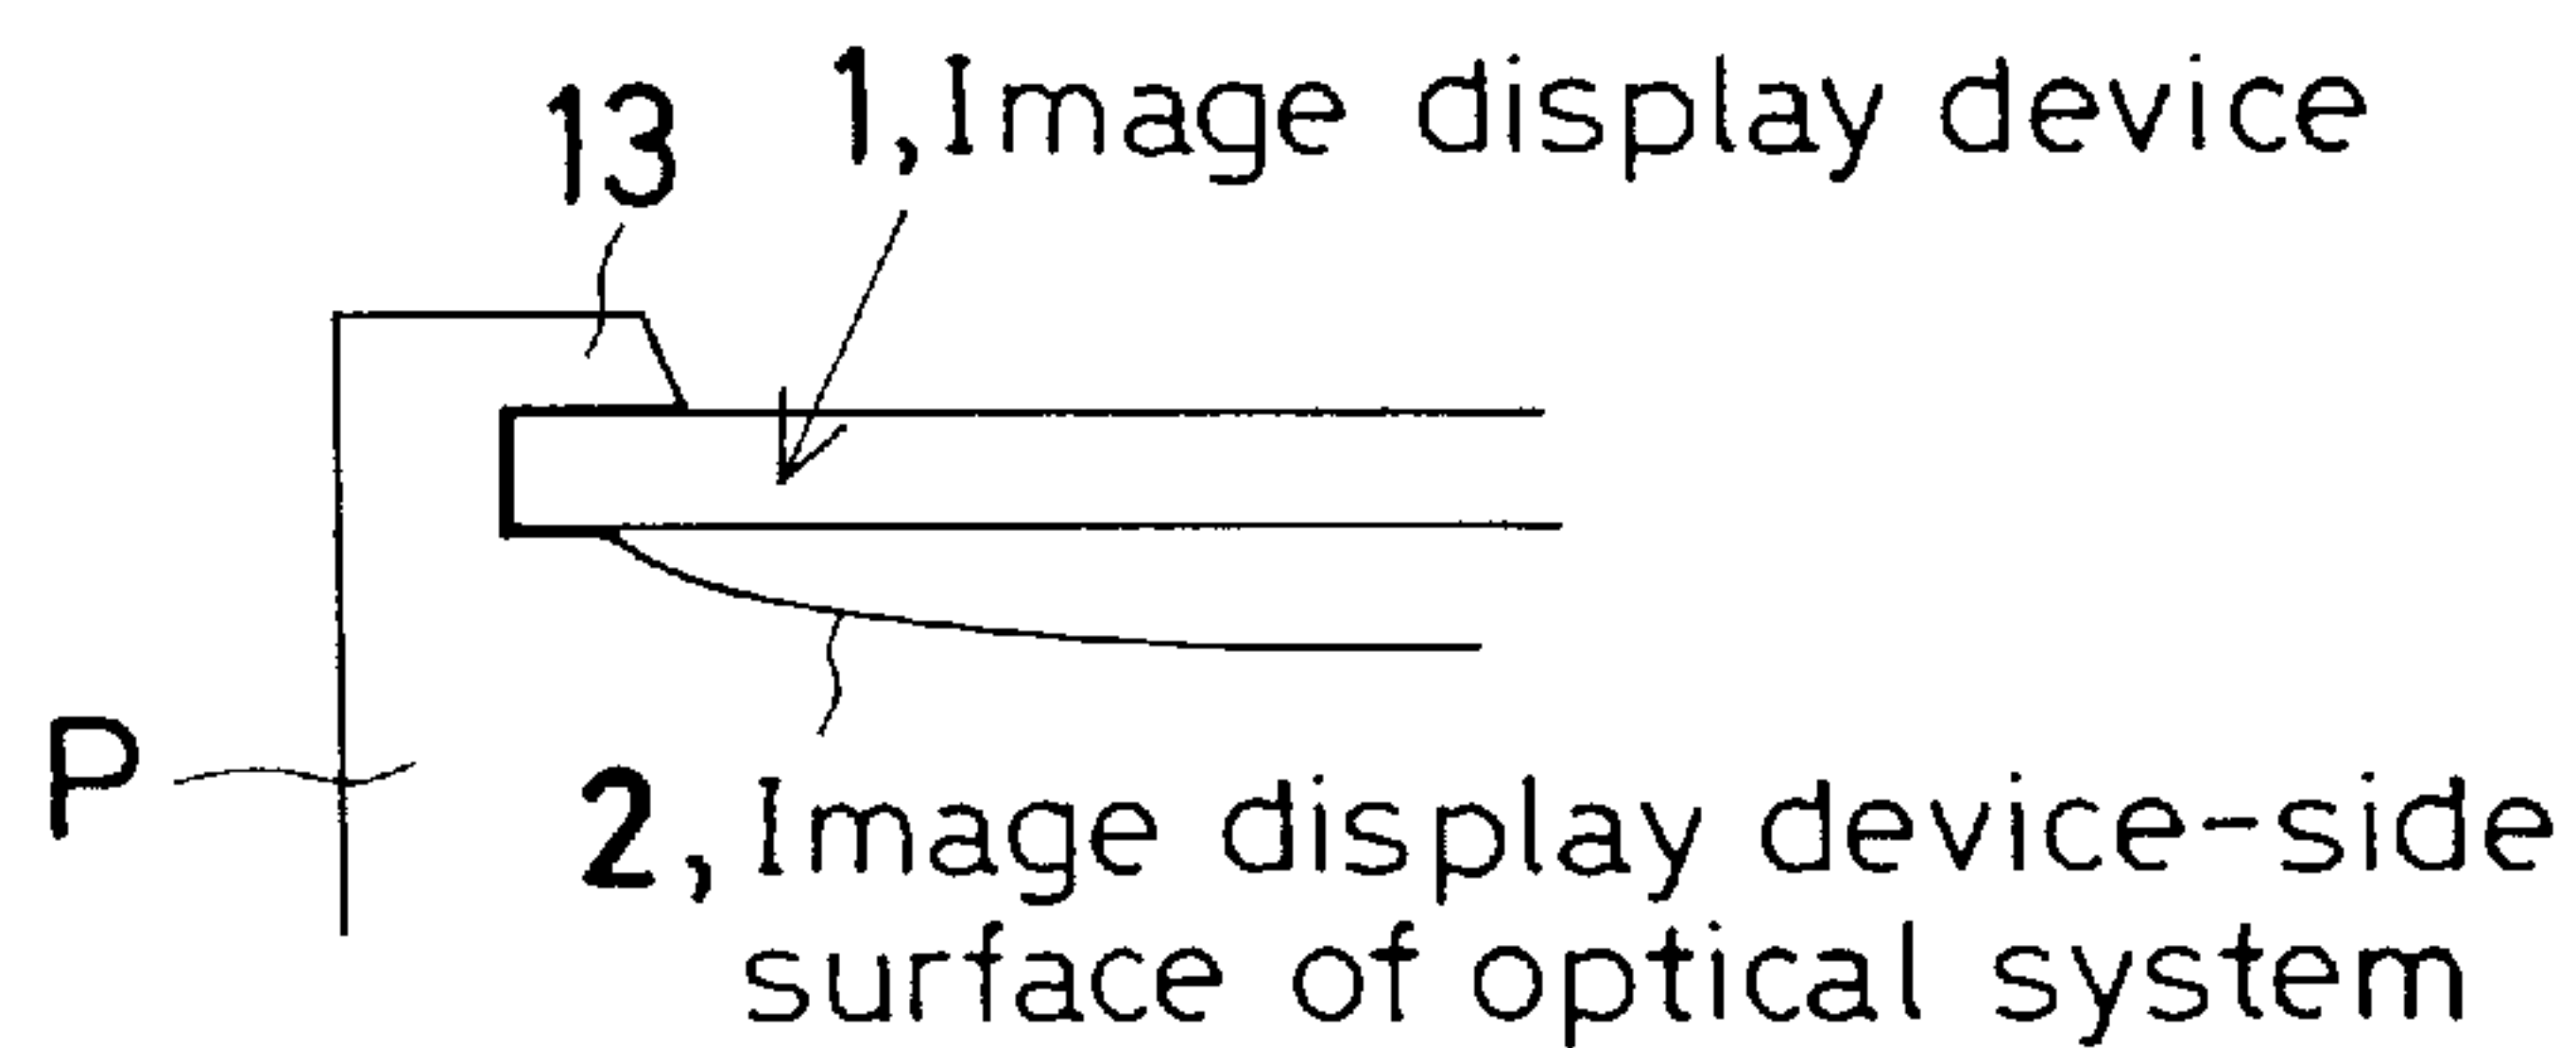 13
1, Image display device
P
2, Image display device-side
surface of optical system